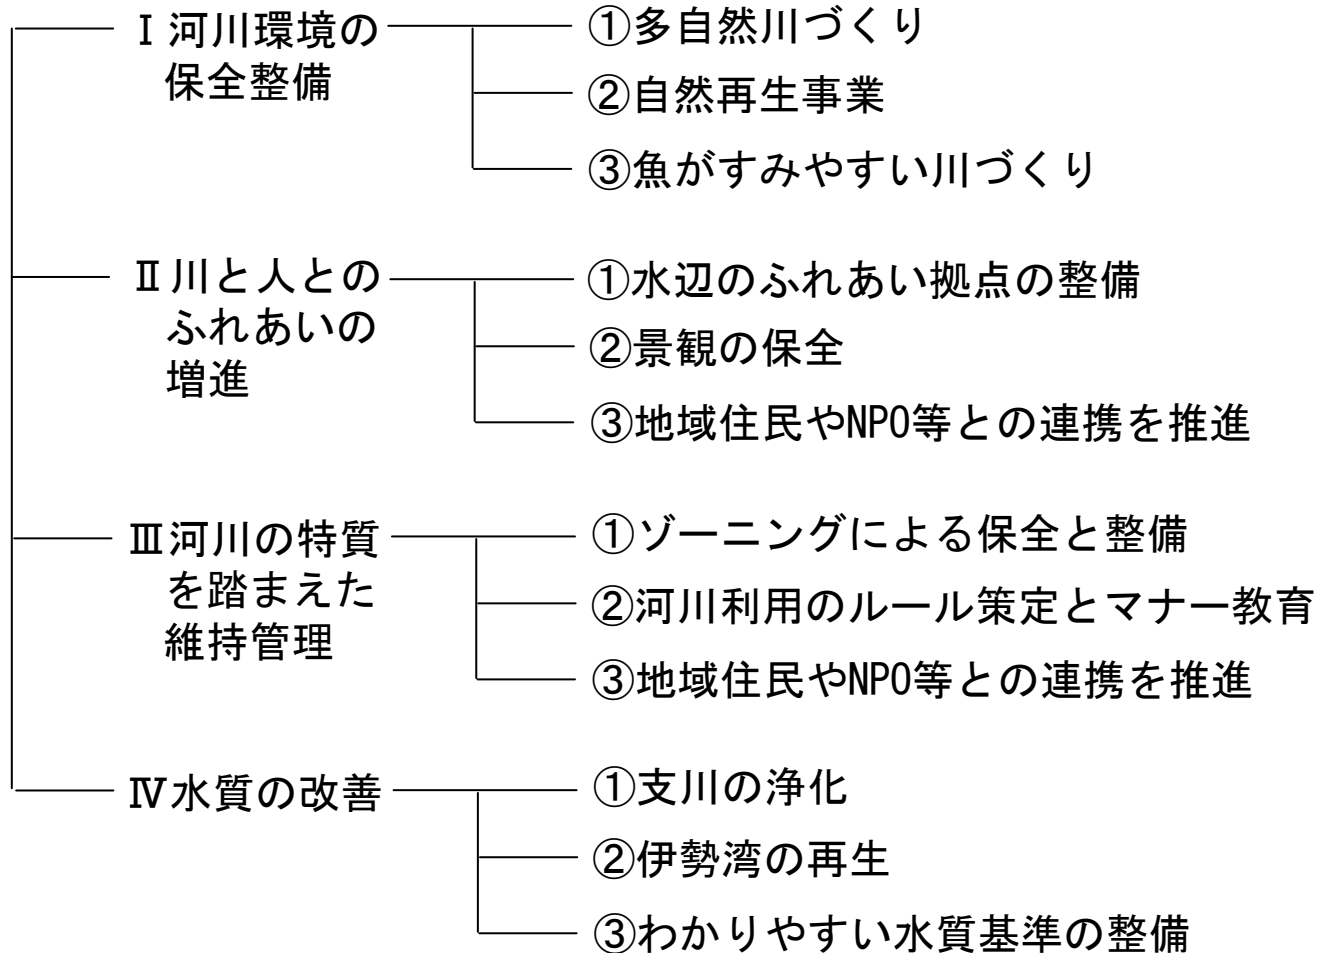 Ⅰ河川環境の
保全整備
①多自然川づくり
②自然再生事業
③魚がすみやすい川づくり
Ⅱ川と人との
ふれあいの
増進
①水辺のふれあい拠点の整備
②景観の保全
③地域住民やNPO等との連携を推進
Ⅲ河川の特質
を踏まえた
維持管理
①ゾーニングによる保全と整備
②河川利用のルール策定とマナー教育
③地域住民やNPO等との連携を推進
Ⅳ水質の改善
①支川の浄化
②伊勢湾の再生
③わかりやすい水質基準の整備